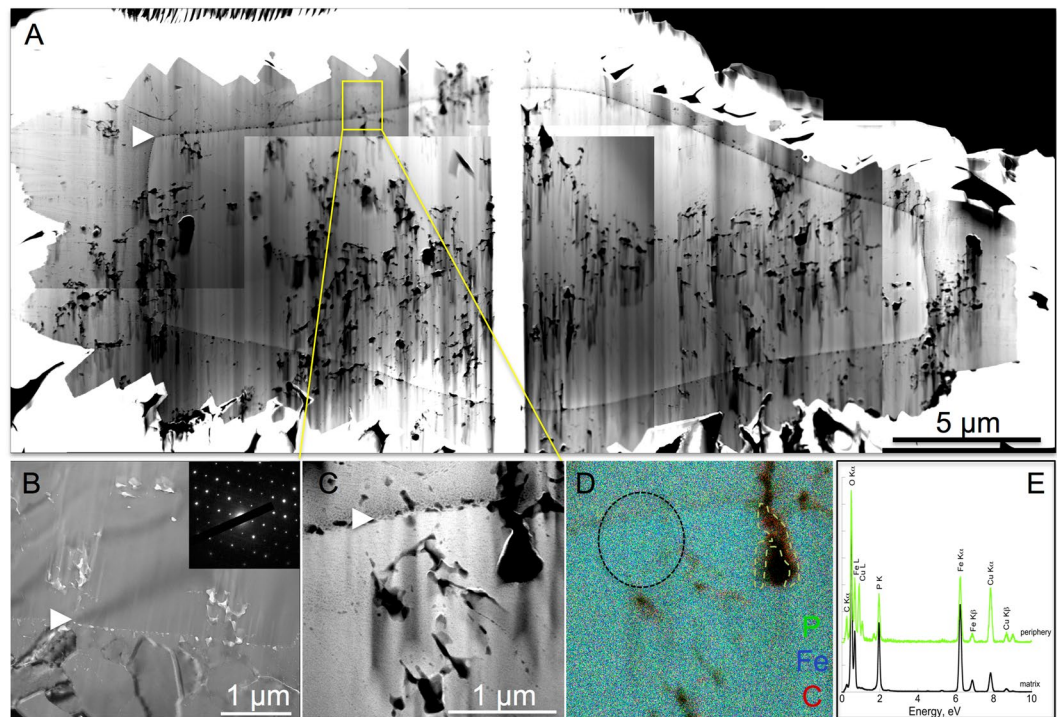 A
5 µm
B
1 µm
C
1 µm
D
P
Fe
C
E
O Kα
C Kα
Fe L
Cu L
P K
Fe Kα
Fe Kβ
Cu Kα
Cu Kβ
periphery
matrix
0 2 4 6 8 10
Energy, eV